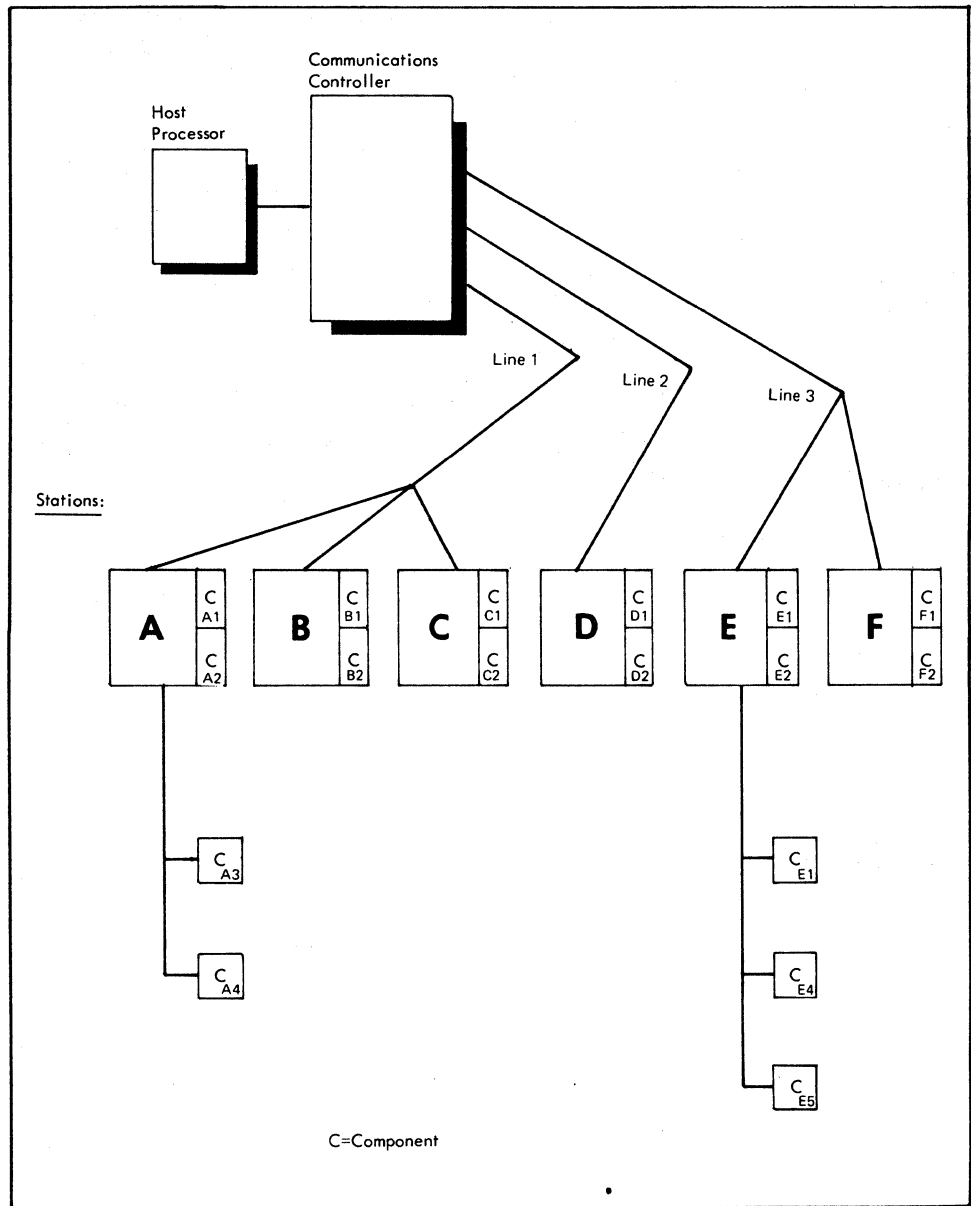 Communications
Controller
Host
Processor
Line 1
Line 2
Line 3
Stations:
A
C
A1
C
A2
B
C
B1
C
B2
C
C
C1
C
C2
D
C
D1
C
D2
E
C
E1
C
E2
F
C
F1
C
F2
C
A3
C
A4
C
E1
C
E4
C
E5
C=Component